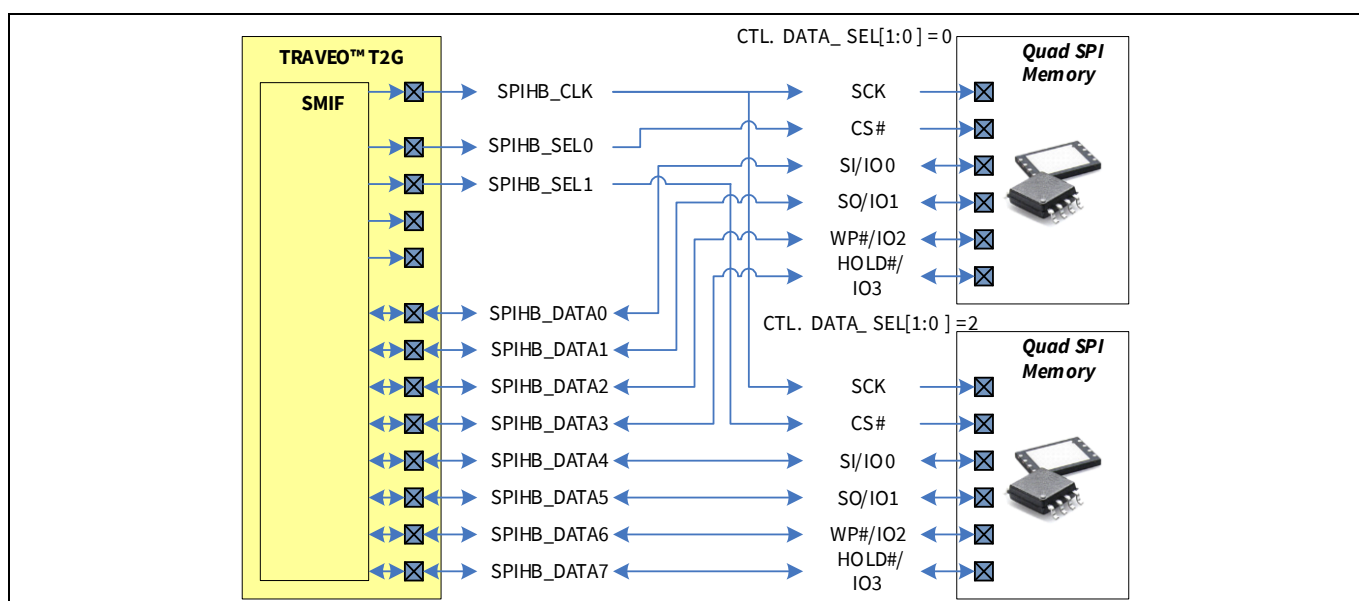 TRAVEO™ T2G
SMIF
SPIHB_CLK
SPIHB_SEL0
SPIHB_SEL1
SPIHB_DATA0
SPIHB_DATA1
SPIHB_DATA2
SPIHB_DATA3
SPIHB_DATA4
SPIHB_DATA5
SPIHB_DATA6
SPIHB_DATA7
CTL. DATA_ SEL[1:0 ] = 0
Quad SPI
Memory
SCK
CS#
SI/IO0
SO/IO1
WP#/IO2
HOLD#/
IO3
CTL. DATA_ SEL[1:0 ] =2
Quad SPI
Memory
SCK
CS#
SI/IO0
SO/IO1
WP#/IO2
HOLD#/
IO3